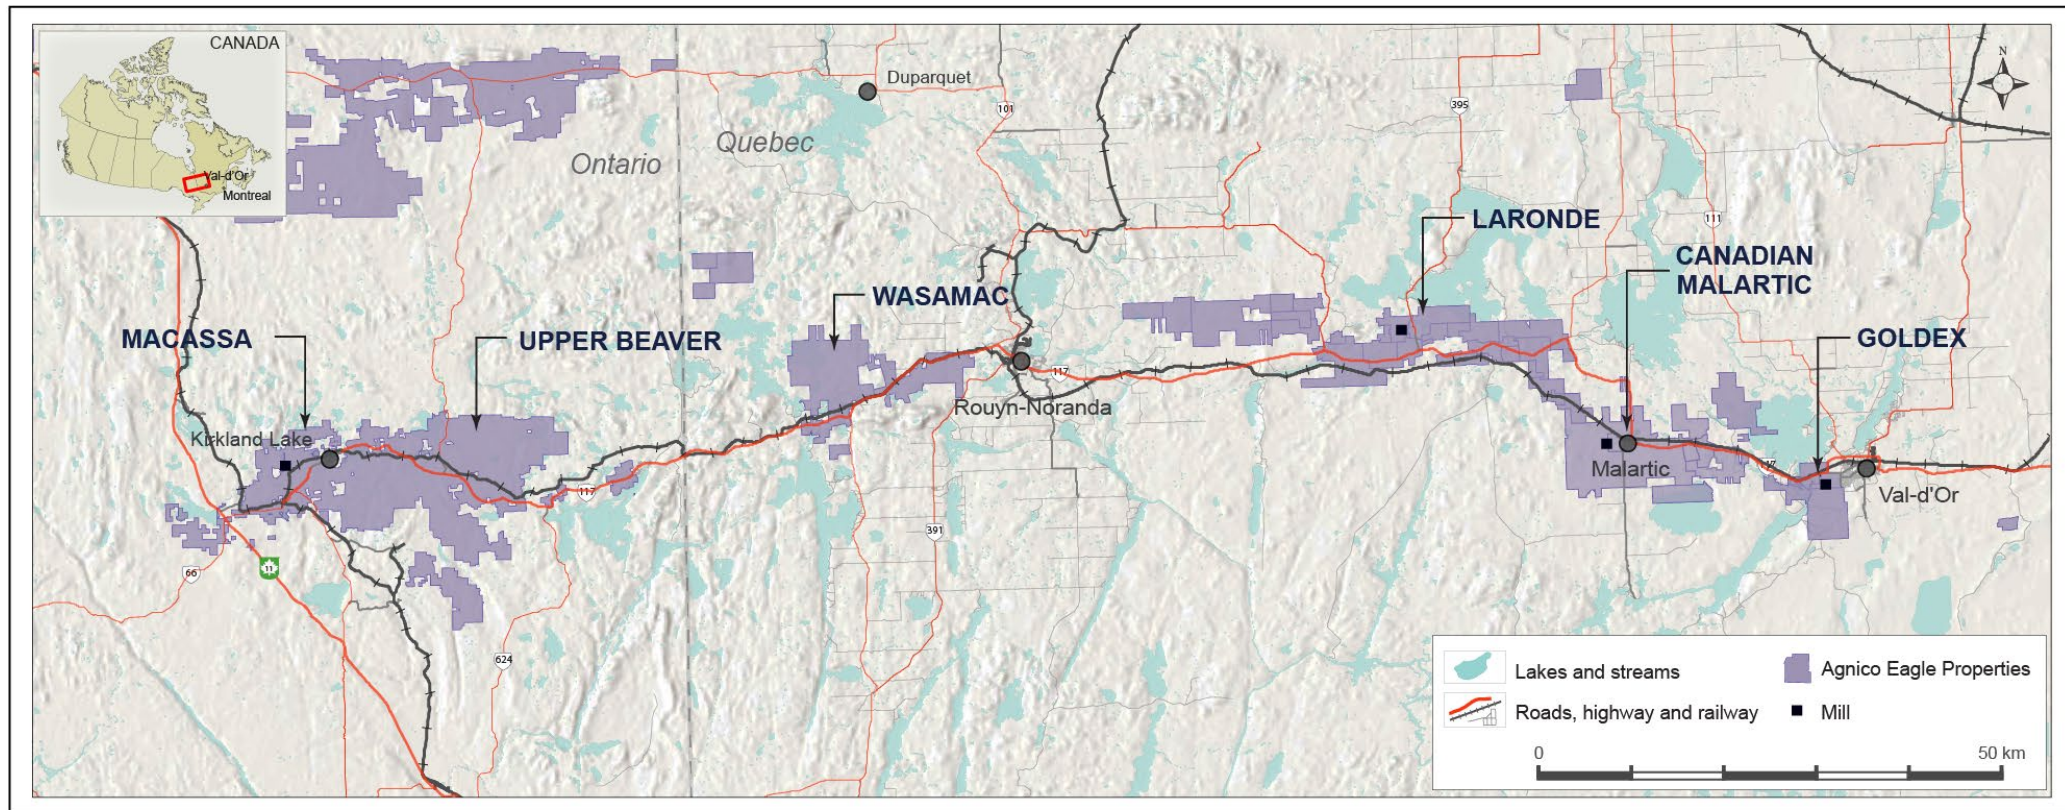 CANADA
Val-d'Or
Montreal
N
Duparquet
101
395
Ontario
Quebec
LARONDE
111
CANADIAN
MALARTIC
WASAMAC
MACASSA
UPPER BEAVER
GOLDEX
117
Rouyn-Noranda
Kirkland Lake
Malartic
117
Val-d'Or
117
391
66
11
624
Lakes and streams
Agnico Eagle Properties
Roads, highway and railway
Mill
0
50 km